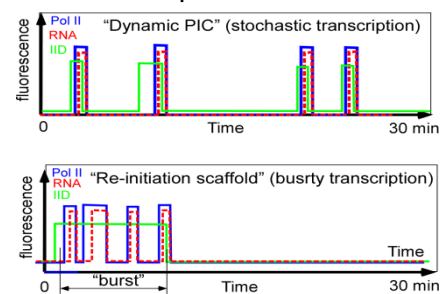 Pol II "Dynamic PIC" (stochastic transcription)
RNA
IID
fluorescence
0 Time 30 min
Pol II "Re-initiation scaffold" (busrty transcription)
RNA
IID
fluorescence
Time
0 "burst" Time 30 min